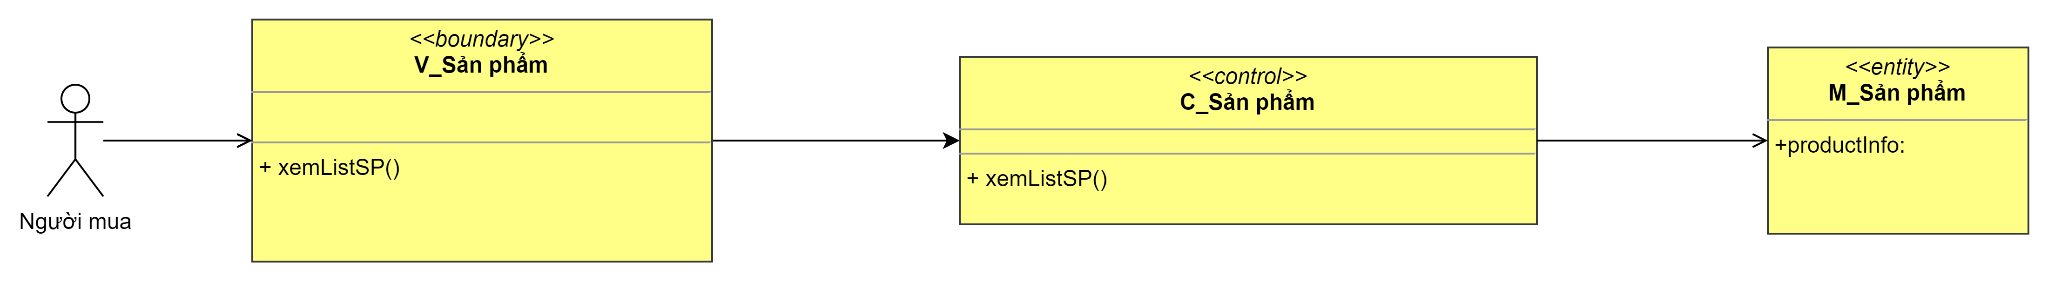 <<boundary>>
V_Sản phẩm
+ xemListSP()
Người mua
<<control>>
C_Sản phẩm
+ xemListSP()
<<entity>>
M_Sản phẩm
+productInfo: